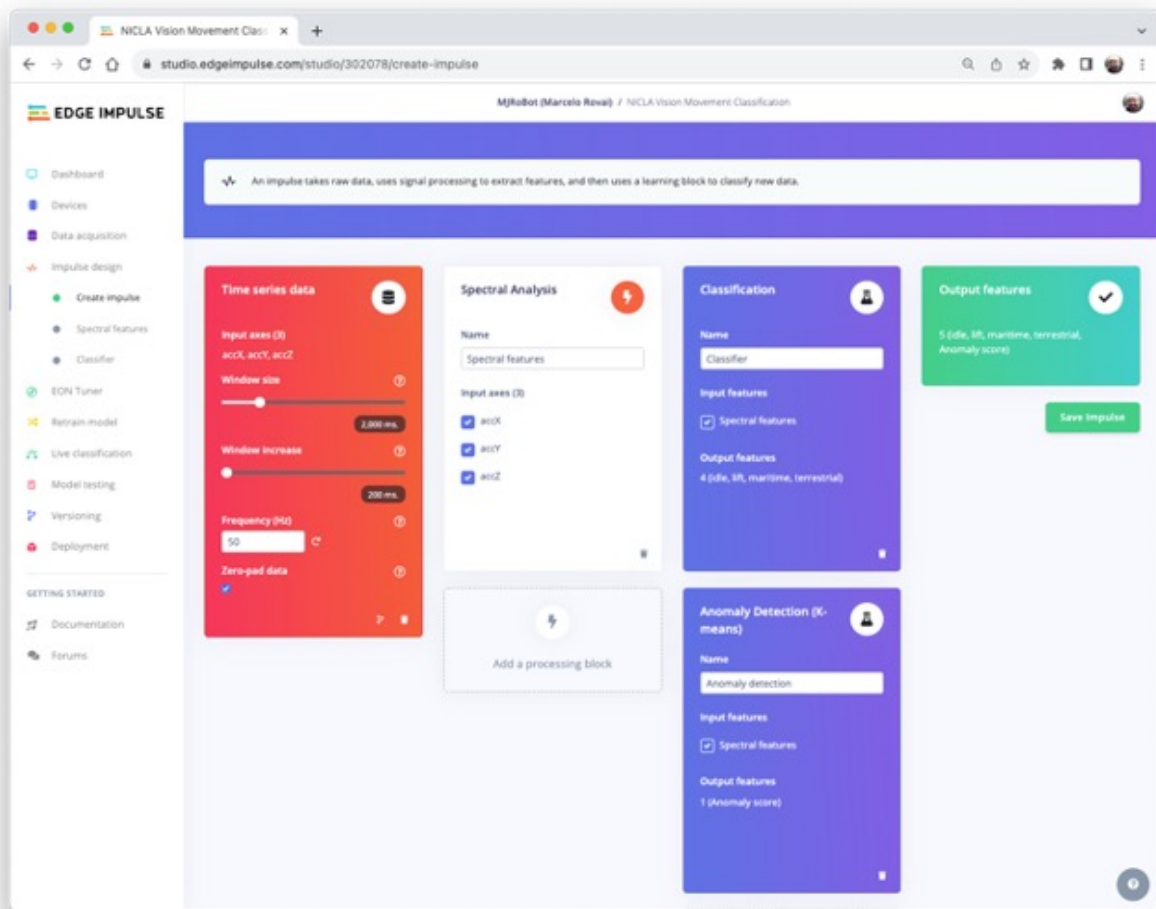 NICLA Vision Movement Clas
studio.edgeimpulse.com/studio/302078/create-impulse
EDGE IMPULSE
MJRoBot (Marcelo Rovai) / NICLA Vision Movement Classification
An impulse takes raw data, uses signal processing to extract features, and then uses a learning block to classify new data.
Dashboard
Devices
Data acquisition
Impulse design
Create impulse
Spectral features
Classifier
EON Tuner
Retrain model
Live classification
Model testing
Versioning
Deployment
GETTING STARTED
Documentation
Forums
Time series data
Input axes (3)
accX, accY, accZ
Window size
2,000 ms.
Window increase
200 ms.
Frequency (Hz)
50
Zero-pad data
Spectral Analysis
Name
Spectral features
Input axes (3)
accX
accY
accZ
Add a processing block
Classification
Name
Classifier
Input features
Spectral features
Output features
4 (idle, lift, maritime, terrestrial)
Anomaly Detection (K-
means)
Name
Anomaly detection
Input features
Spectral features
Output features
1 (Anomaly score)
Output features
5 (idle, lift, maritime, terrestrial,
Anomaly score)
Save Impulse